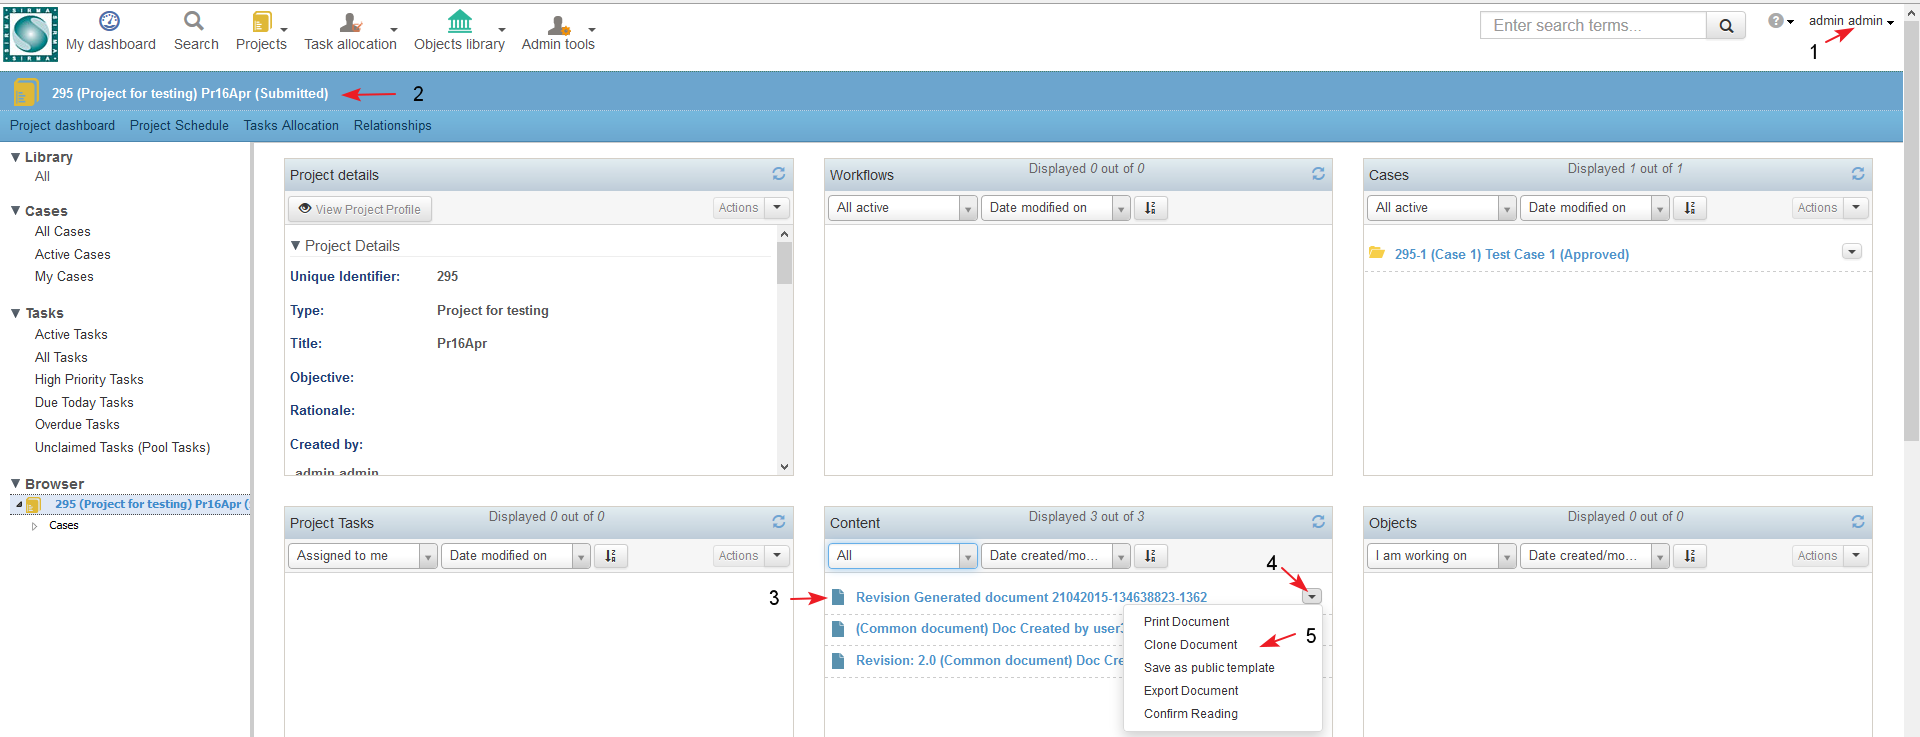 SIRMA
SIRMA
SIRMA
SIRMA
My dashboard
Search
Projects
Task allocation
Objects library
Admin tools
Enter search terms...
?
admin admin
1
295 (Project for testing) Pr16Apr (Submitted)
2
Project dashboard
Project Schedule
Tasks Allocation
Relationships
Library
All
Cases
All Cases
Active Cases
My Cases
Tasks
Active Tasks
All Tasks
High Priority Tasks
Due Today Tasks
Overdue Tasks
Unclaimed Tasks (Pool Tasks)
Browser
295 (Project for testing) Pr16Apr (
Cases
Project details
View Project Profile
Actions
Project Details
Unique Identifier: 295
Type: Project for testing
Title: Pr16Apr
Objective:
Rationale:
Created by:
admin admin
Workflows
Displayed 0 out of 0
All active
Date modified on
Cases
Displayed 1 out of 1
All active
Date modified on
Actions
295-1 (Case 1) Test Case 1 (Approved)
Project Tasks
Displayed 0 out of 0
Assigned to me
Date modified on
Actions
Content
Displayed 3 out of 3
All
Date created/mo...
4
3
Revision Generated document 21042015-134638823-1362
(Common document) Doc Created by user
Revision: 2.0 (Common document) Doc Cre
Print Document
Clone Document
5
Save as public template
Export Document
Confirm Reading
Objects
Displayed 0 out of 0
I am working on
Date created/mo...
Actions